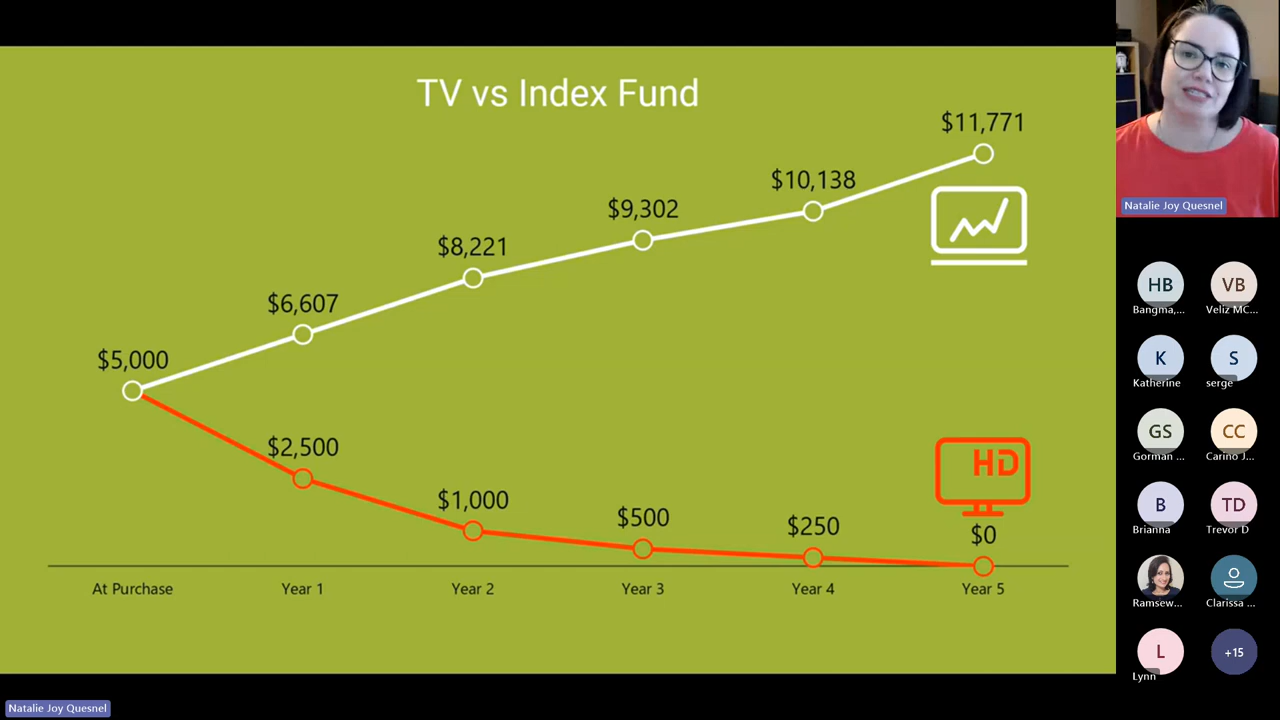 TV vs Index Fund
$11,771
$10,138
$9,302
$8,221
$6,607
$5,000
$2,500
$1,000
$500
$250
$0
HD
At Purchase
Year 1
Year 2
Year 3
Year 4
Year 5
Natalie Joy Quesnel
Natalie Joy Quesnel
HB
Bangma,...
VB
Veliz MC...
K
Katherine
S
serge
GS
Gorman ...
CC
Carino J...
B
Brianna
TD
Trevor D
Ramsew...
Clarissa ...
L
Lynn
+15